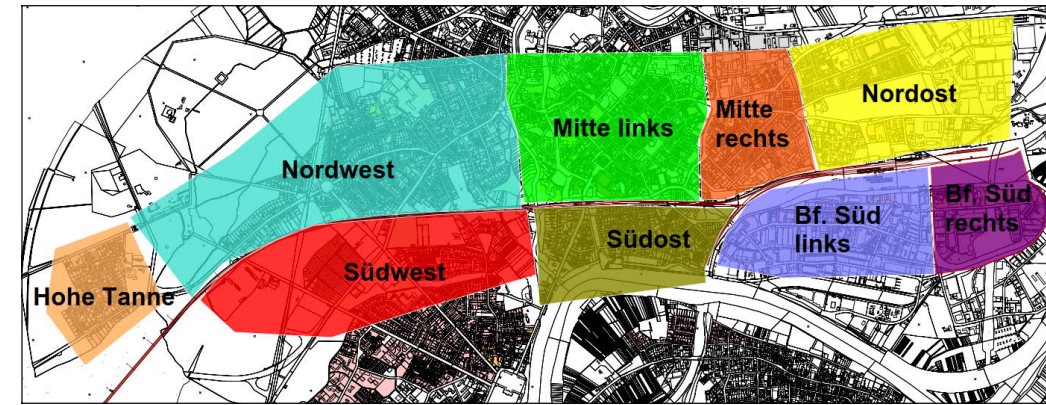 Nordost
Mitte links
Mitte
rechts
Nordwest
Bf. Süd
rechts
Bf. Süd
links
Südost
Südwest
Hohe Tanne